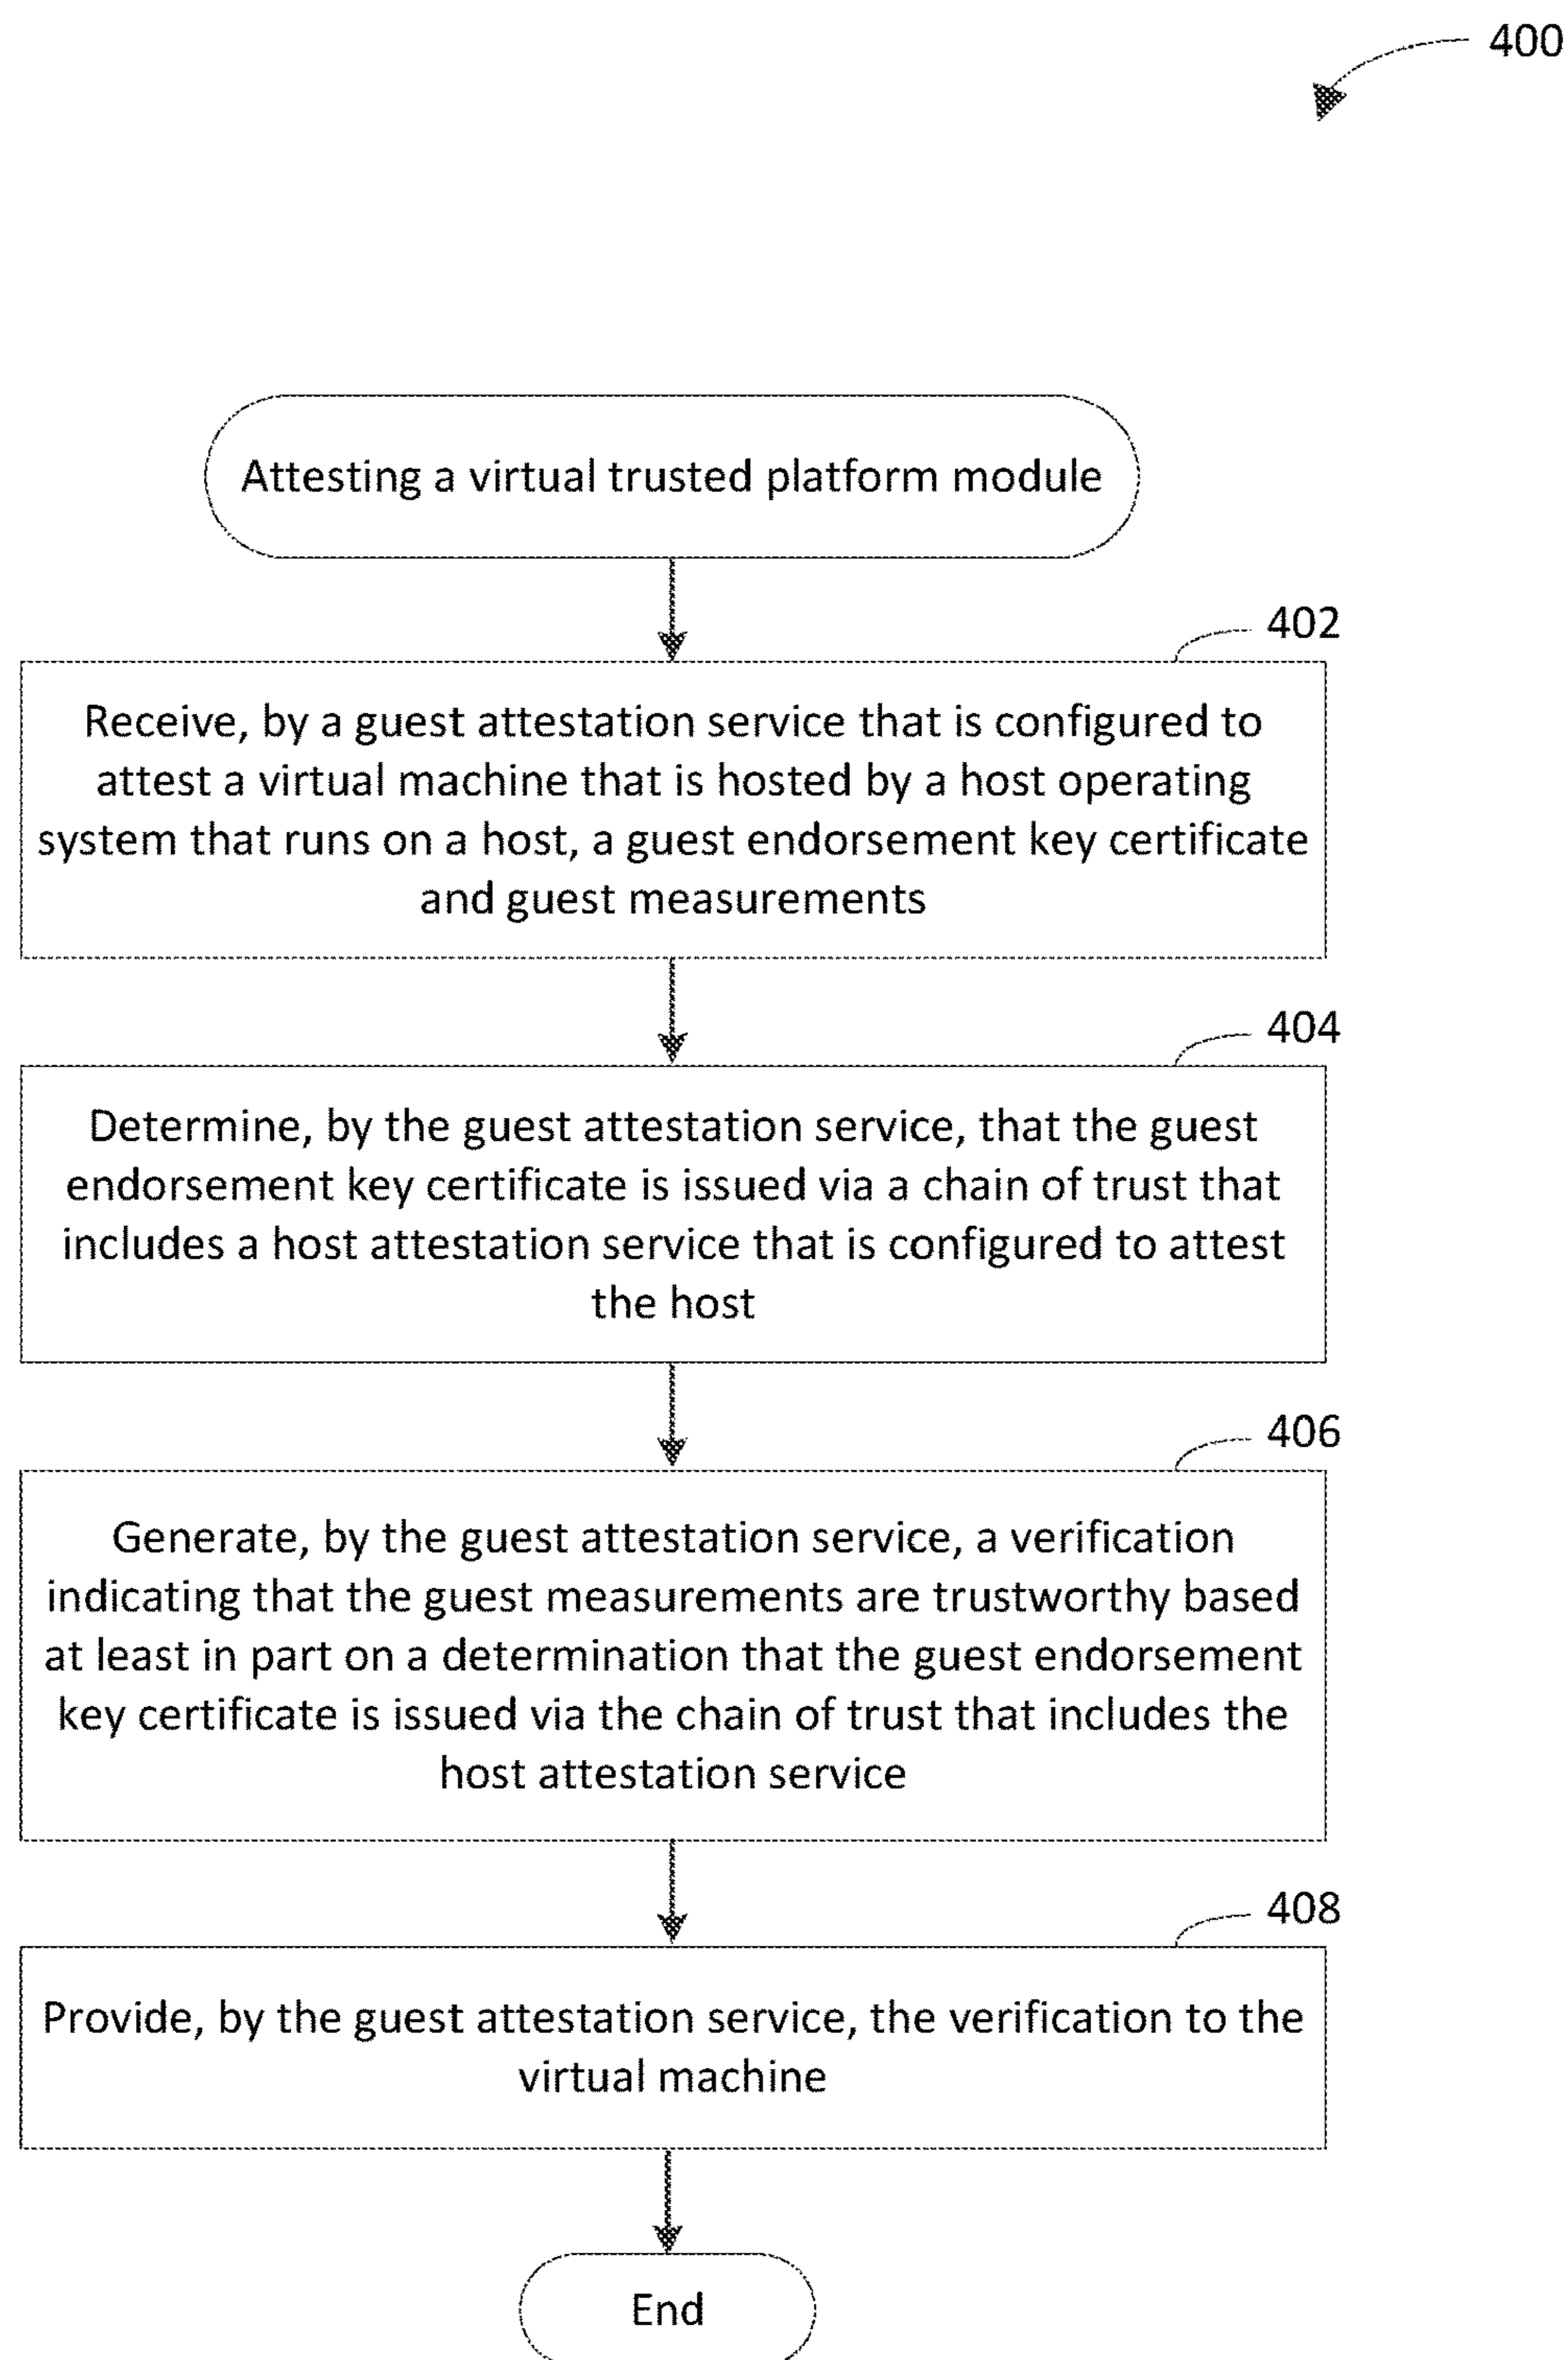 400
Attesting a virtual trusted platform module
402
Receive, by a guest attestation service that is configured to
attest a virtual machine that is hosted by a host operating
system that runs on a host, a guest endorsement key certificate
and guest measurements
404
Determine, by the guest attestation service, that the guest
endorsement key certificate is issued via a chain of trust that
includes a host attestation service that is configured to attest
the host
406
Generate, by the guest attestation service, a verification
indicating that the guest measurements are trustworthy based
at least in part on a determination that the guest endorsement
key certificate is issued via the chain of trust that includes the
host attestation service
408
Provide, by the guest attestation service, the verification to the
virtual machine
End